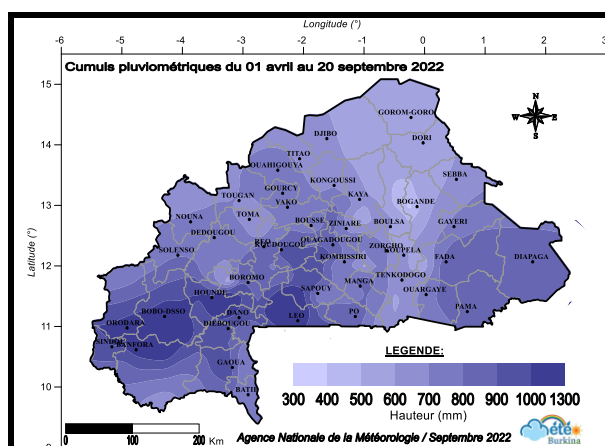 Longitude (°)
-6 -5 -4 -3 -2 -1 0 1 2 3
Cumuls pluviométriques du 01 avril au 20 septembre 2022
15
GOROM-GORO
N
W E
S
DJIBO
DORI
14
TITAO
OUAHIGOUYA
KONGOUSSI
SEBBA
GOURCY
KAYA
TOUGAN
YAKO
BOGANDE
13
TOMA
NOUNA
BOUSSE
ZINIARE
BOULSA
GAYERI
DEDOUGOU
REO
KOUDOUGOU
OUAGADOUGOU
ZORGHO
KOUPELA
SOLENSO
KOMBISSIRI
FADA
DIAPAGA
12
Latitude (°)
BOROMO
TENKODOGO
MANGA
SAPOUY
OUARGAYE
HOUNDE
BOBO-DSSO
DANO
LEO
PO
PAMA
11
ORODARA
DIEBOUGOU
SINDOU
BANFORA
GAOUA
BATIE
10
LEGENDE:
300 400 500 600 700 800 900 1000 1300
Hauteur (mm)
0 100 200 Km
Agence Nationale de la Météorologie / Septembre 2022
Météo
Burkina